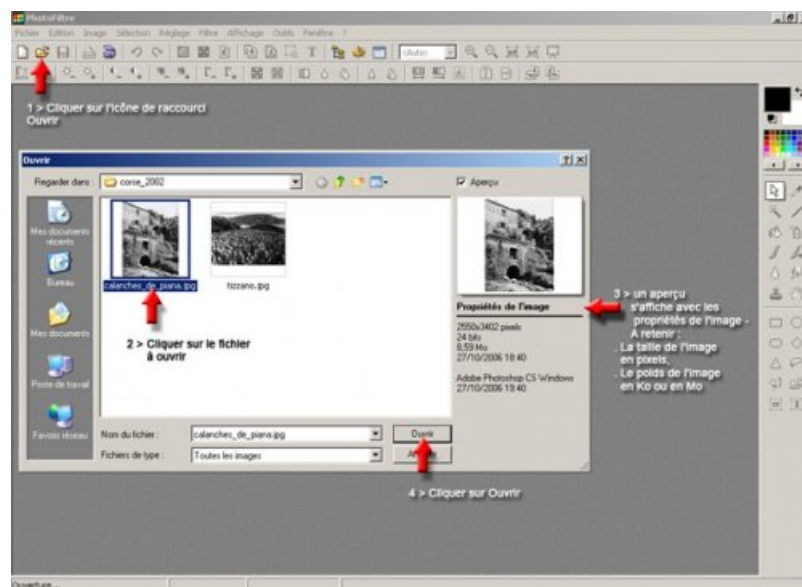 PhotoFiltre
Fichier Edition Image Sélection Réglage Filtre Affichage Outils Fenêtre ?
(Auto)
1 > Cliquer sur l'icône de raccourci
Ouvrir
Ouvrir
Regarder dans : corse_2002
Aperçu
Mes documents
récents
Bureau
Mes documents
Poste de travail
Favoris réseau
calanches_de_piana.jpg
tizzano.jpg
2 > Cliquer sur le fichier
à ouvrir
Propriétés de l'image
2550x3402 pixels
24 bits
8,59 Mo
27/10/2006 18:40
Adobe Photoshop CS Windows
27/10/2006 19:40
3 > un aperçu
s'affiche avec les
propriétés de l'image -
A retenir :
. La taille de l'image
en pixels,
. Le poids de l'image
en Ko ou en Mo
Nom du fichier : calanches_de_piana.jpg Ouvrir
Fichiers de type : Toutes les images
4 > Cliquer sur Ouvrir
Ouverture...